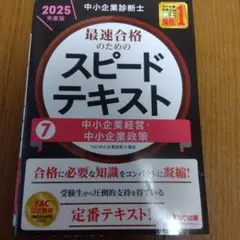 2025
年度版
中小企業診断士
最速合格
のための
スピード
テキスト
7
中小企業経営・
中小企業政策
TAC中小企業診断士講座
合格に必要な知識をコンパクトに凝縮!
受験生から圧倒的支持を得ている
定番テキスト!
TAC出版
TAC
NO.1